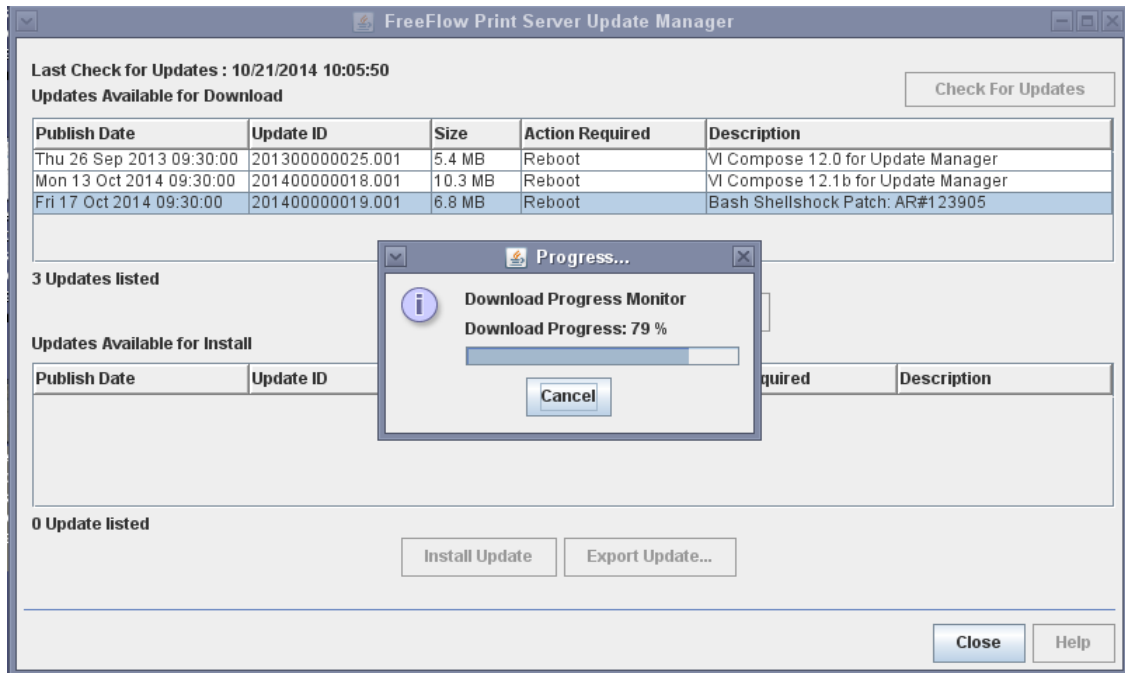 FreeFlow Print Server Update Manager
Last Check for Updates : 10/21/2014 10:05:50
Check For Updates
Updates Available for Download
Publish Date Update ID Size Action Required Description
Thu 26 Sep 2013 09:30:00 201300000025.001 5.4 MB Reboot VI Compose 12.0 for Update Manager
Mon 13 Oct 2014 09:30:00 201400000018.001 10.3 MB Reboot VI Compose 12.1b for Update Manager
Fri 17 Oct 2014 09:30:00 201400000019.001 6.8 MB Reboot Bash Shellshock Patch: AR#123905
3 Updates listed
Progress...
Download Progress Monitor
Download Progress: 79 %
Cancel
Updates Available for Install
Publish Date Update ID quired Description
0 Update listed
Install Update Export Update...
Close Help